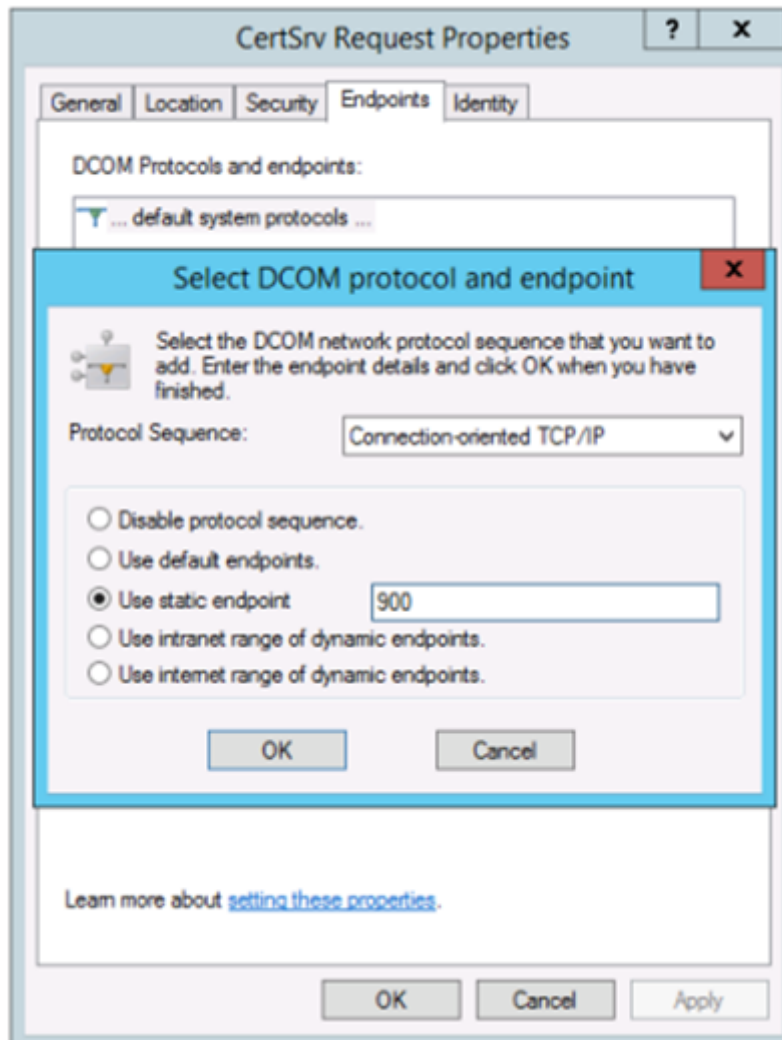 CertSrv Request Properties
? x
General Location Security Endpoints Identity
DCOM Protocols and endpoints:
... default system protocols ...
Select DCOM protocol and endpoint
x
Select the DCOM network protocol sequence that you want to
add. Enter the endpoint details and click OK when you have
finished.
Protocol Sequence: Connection-oriented TCP/IP
Disable protocol sequence.
Use default endpoints.
Use static endpoint 900
Use intranet range of dynamic endpoints.
Use internet range of dynamic endpoints.
OK Cancel
Learn more about setting these properties.
OK Cancel Apply